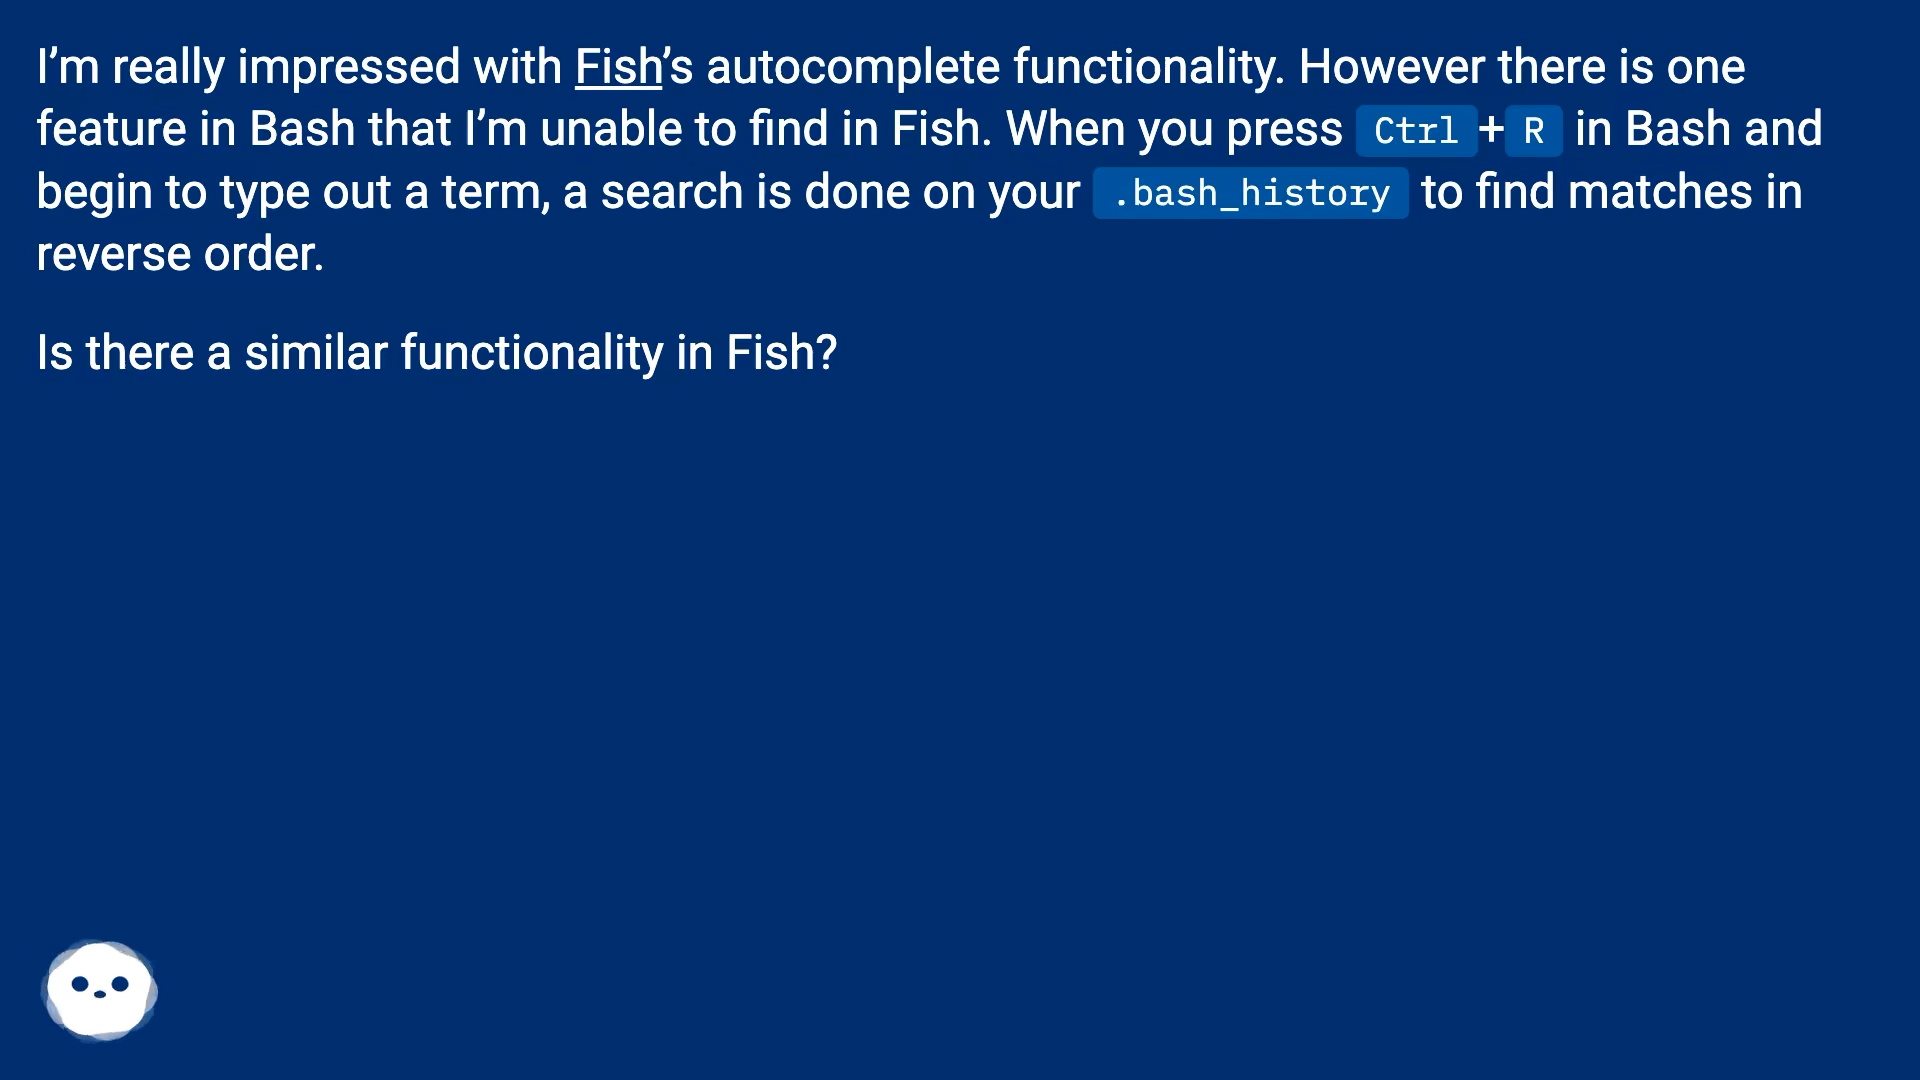 I’m really impressed with Fish’s autocomplete functionality. However there is one
feature in Bash that I’m unable to find in Fish. When you press Ctrl+R in Bash and
begin to type out a term, a search is done on your .bash_history to find matches in
reverse order.
Is there a similar functionality in Fish?